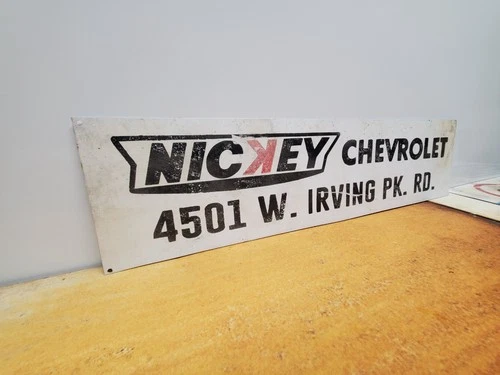 NICKEY CHEVROLET
4501 W. IRVING PK. RD.